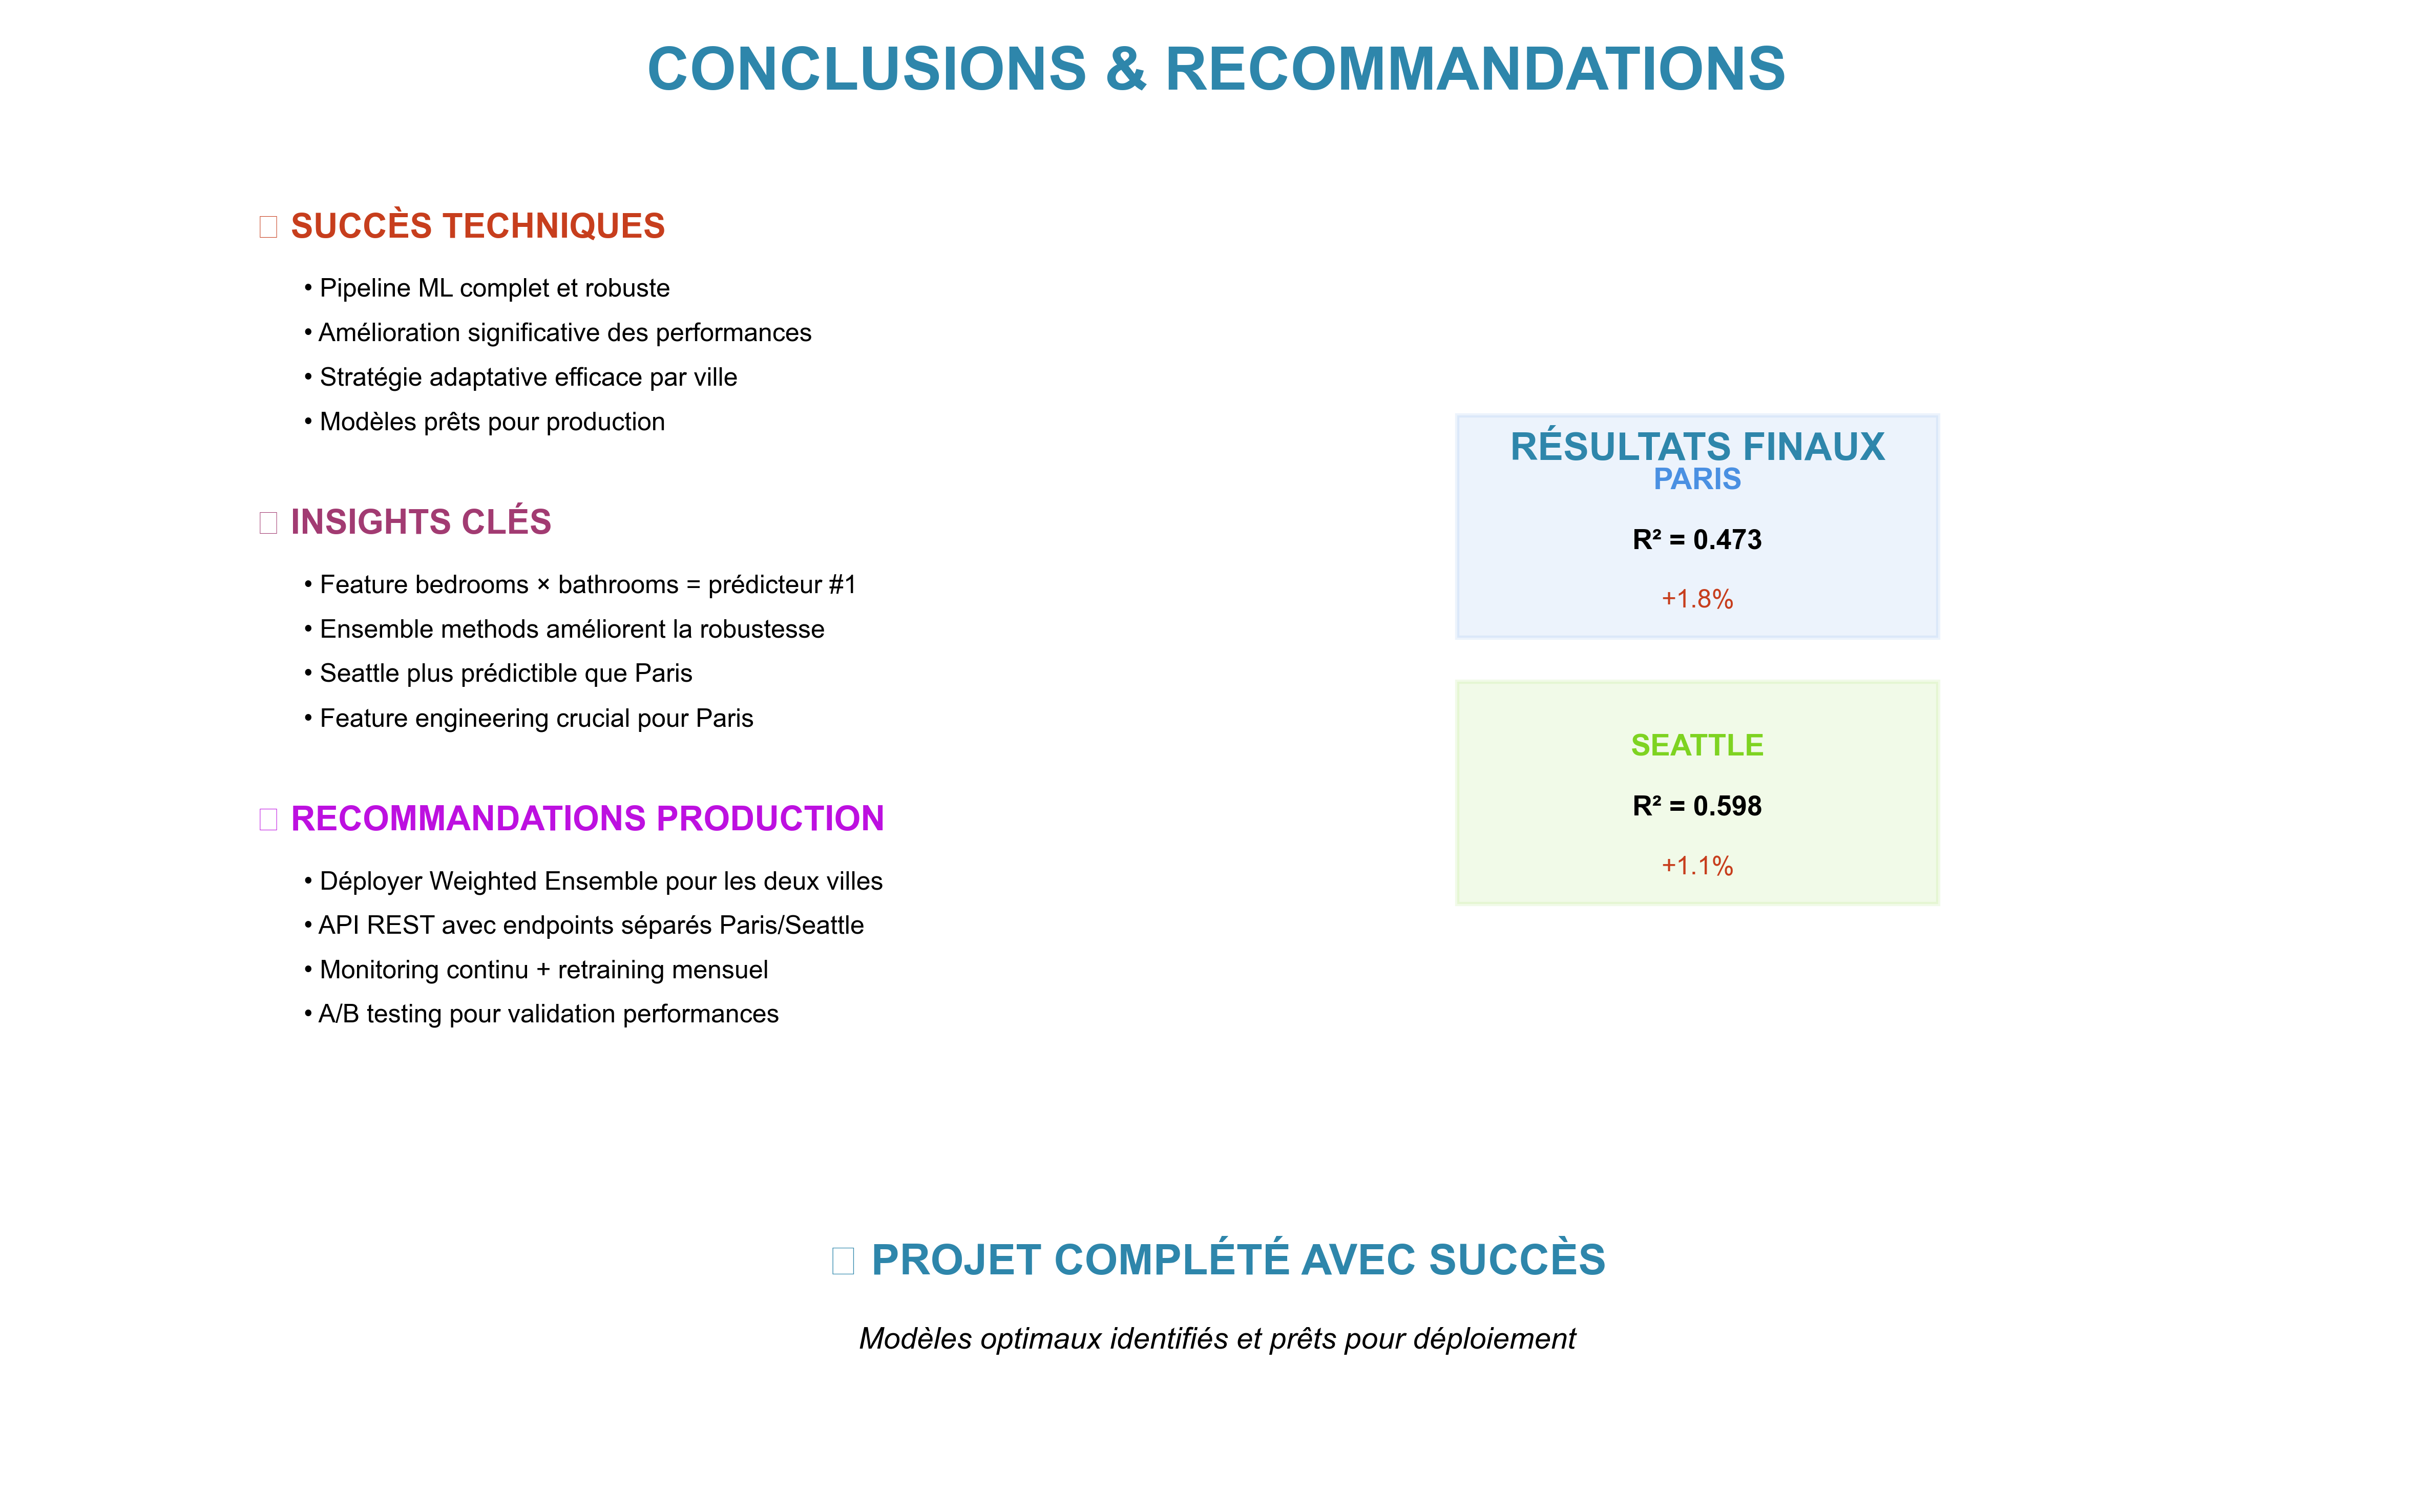 CONCLUSIONS & RECOMMANDATIONS
SUCCÈS TECHNIQUES
• Pipeline ML complet et robuste
• Amélioration significative des performances
• Stratégie adaptative efficace par ville
• Modèles prêts pour production
INSIGHTS CLÉS
• Feature bedrooms × bathrooms = prédicteur #1
• Ensemble methods améliorent la robustesse
• Seattle plus prédictible que Paris
• Feature engineering crucial pour Paris
RECOMMANDATIONS PRODUCTION
• Déployer Weighted Ensemble pour les deux villes
• API REST avec endpoints séparés Paris/Seattle
• Monitoring continu + retraining mensuel
• A/B testing pour validation performances
RÉSULTATS FINAUX
PARIS
R² = 0.473
+1.8%
SEATTLE
R² = 0.598
+1.1%
PROJET COMPLÉTÉ AVEC SUCCÈS
Modèles optimaux identifiés et prêts pour déploiement